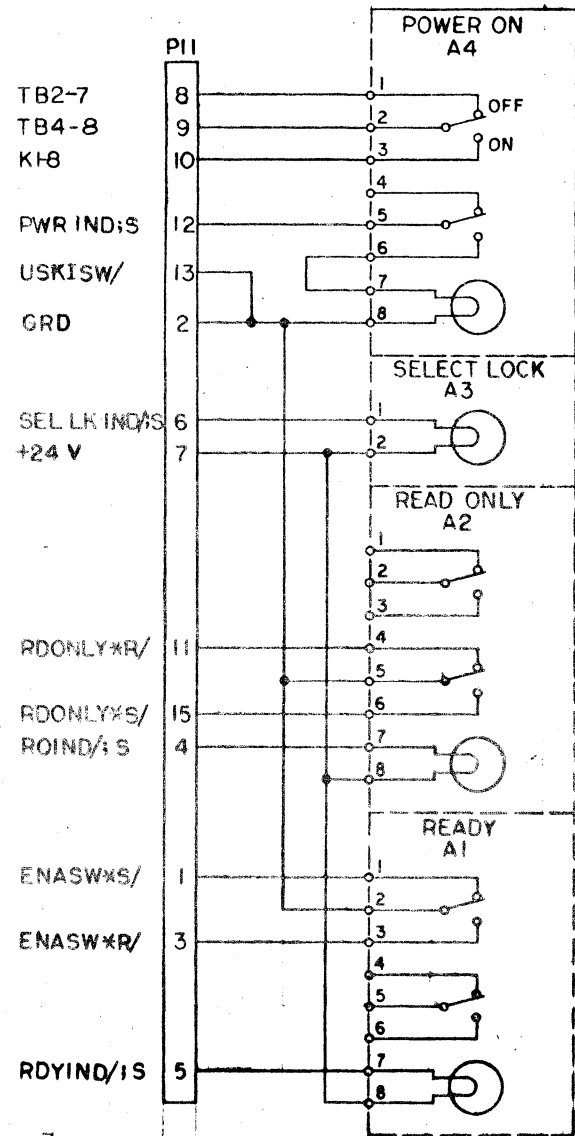 POWER ON
A4
P11
TB2-7 8 1 OFF
TB4-8 9 2
K1-8 10 3 ON
4
PWR IND;S 12 5
USKISW/ 13 6
7
GRD 2 8
SELECT LOCK
A3
SEL LK IND/;S 6 1
+24 V 7 2
READ ONLY
A2
1
2
3
RDONLY*R/ 11 4
5
RDONLY*S/ 15 6
ROIND/; S 4 7
8
READY
A1
ENASW*S/ 1 1
2
ENASW*R/ 3 3
4
5
6
RDYIND/;S 5 7
8